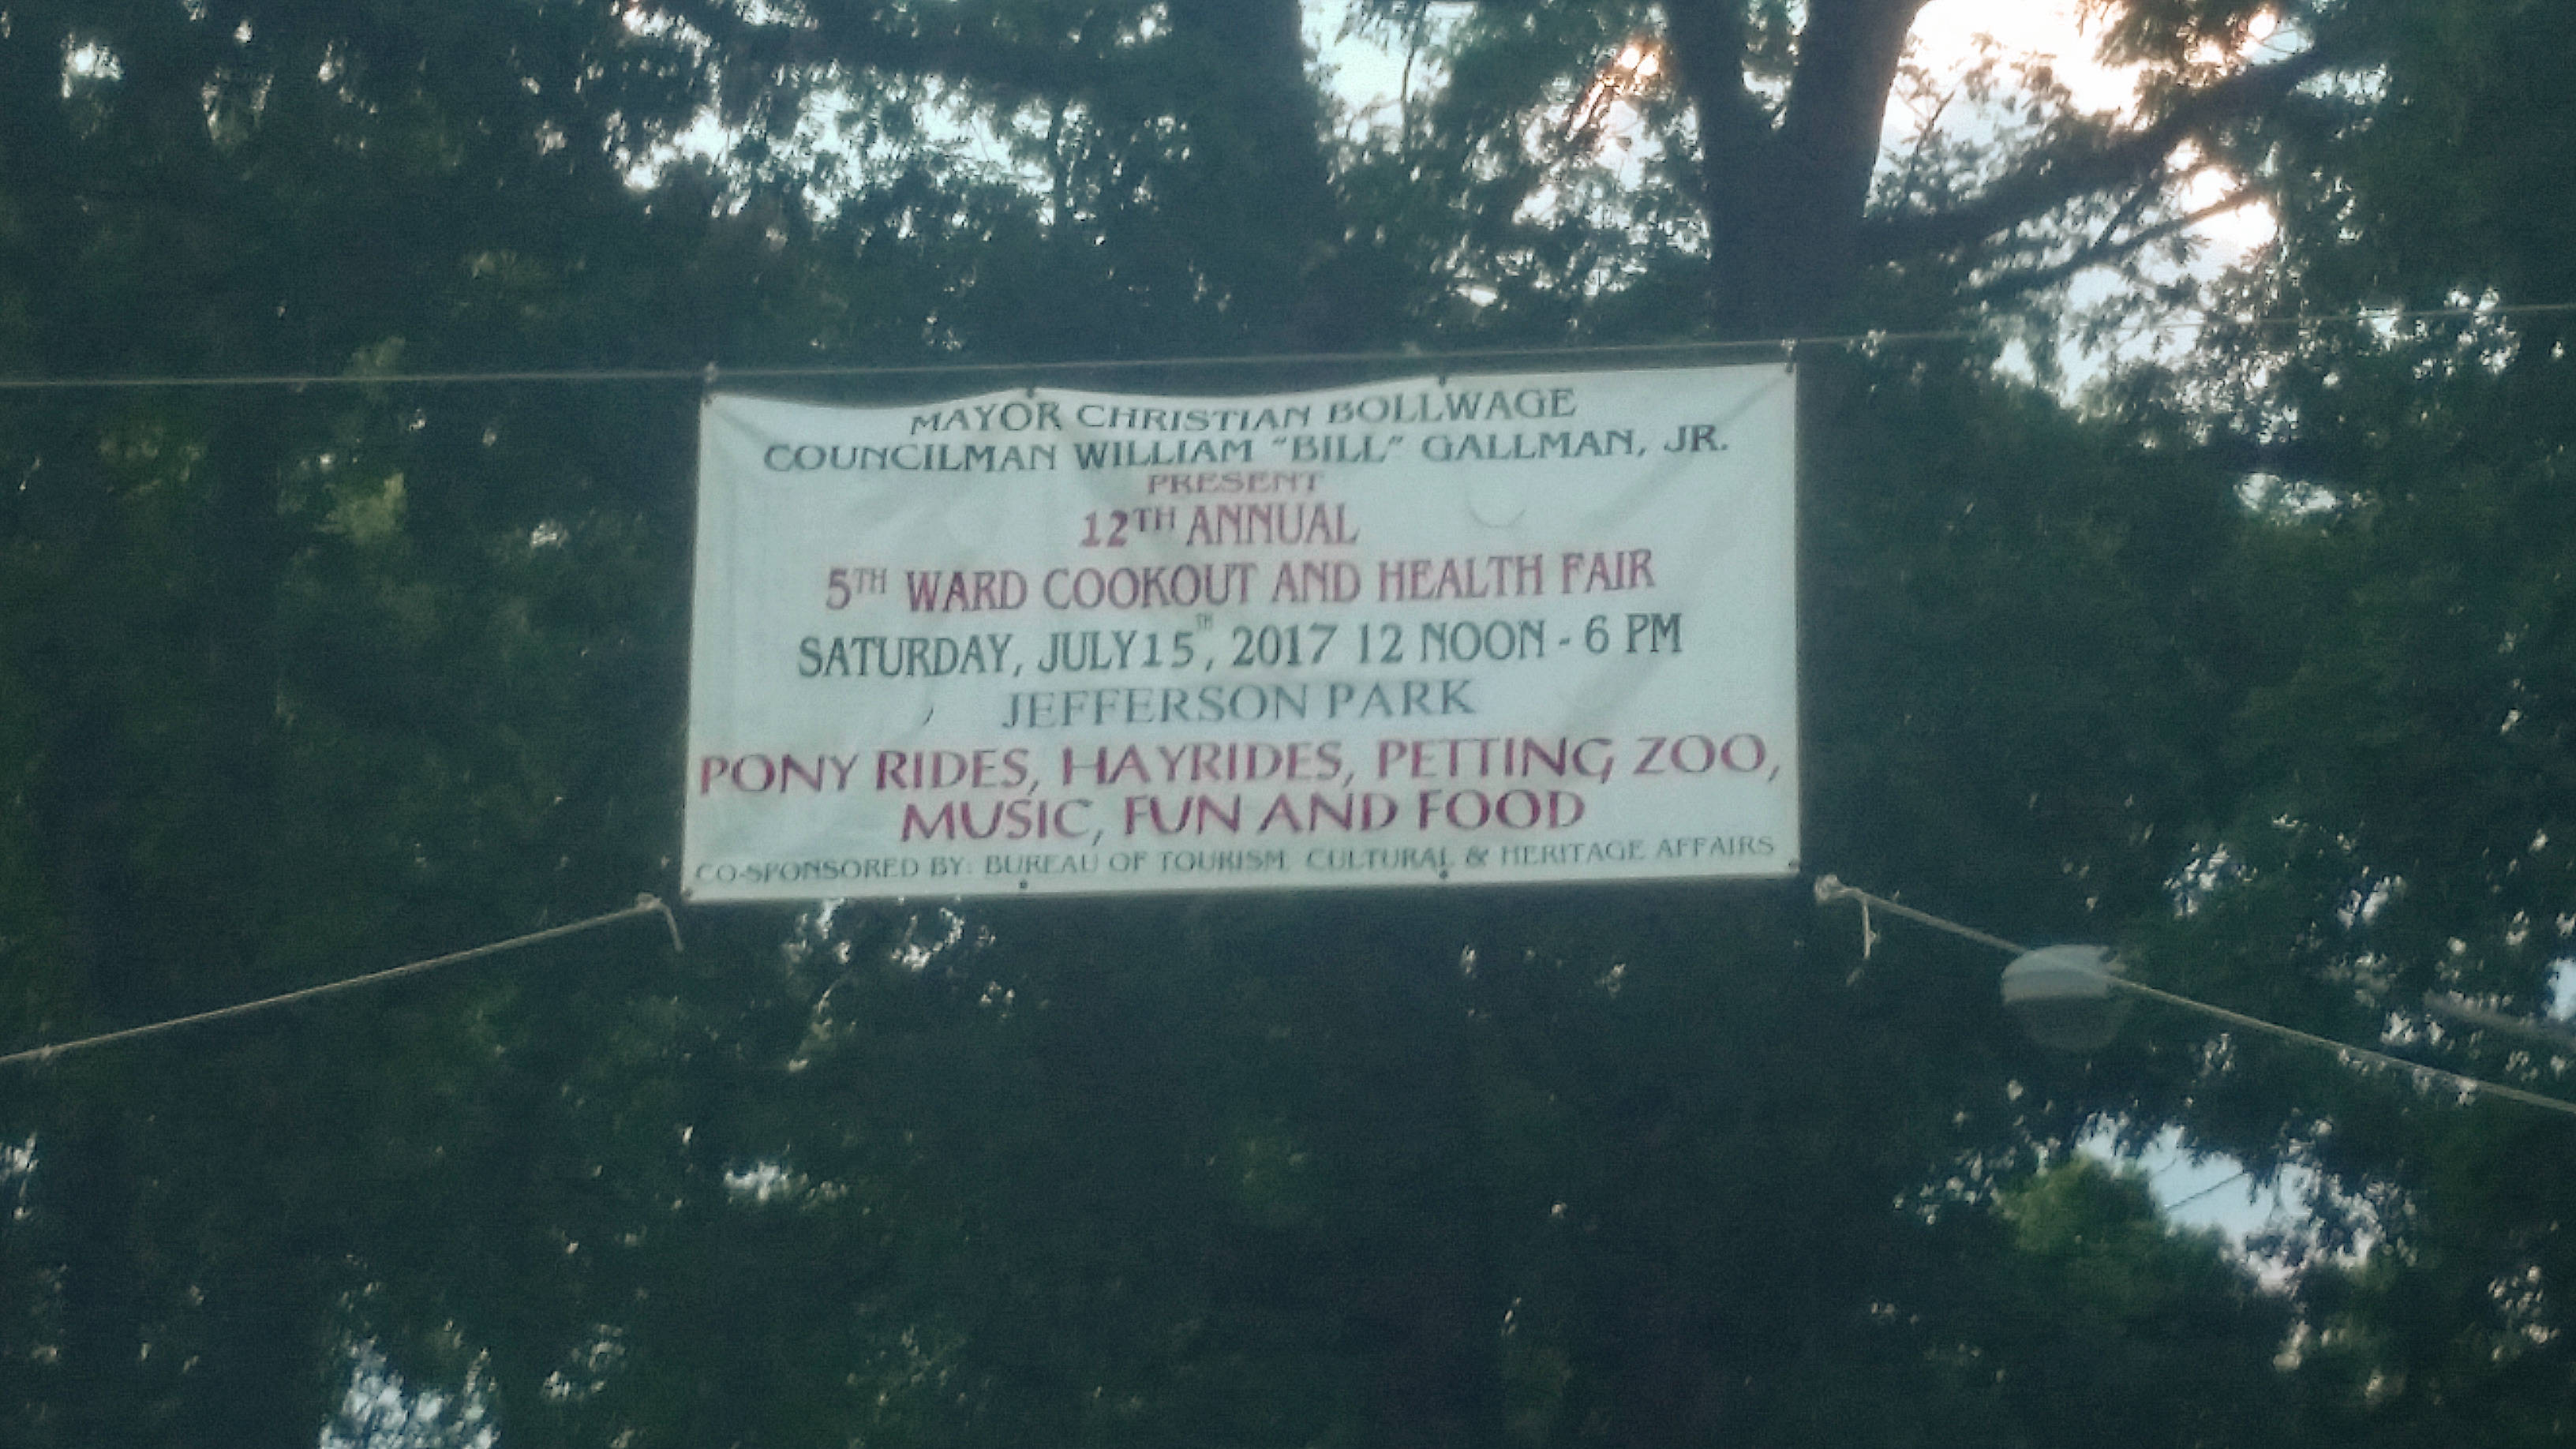 MAYOR CHRISTIAN BOLLWAGE
COUNCILMAN WILLIAM "BILL" GALLMAN, JR.
PRESENT
12TH ANNUAL
5TH WARD COOKOUT AND HEALTH FAIR
SATURDAY, JULY 15TH, 2017 12 NOON - 6 PM
JEFFERSON PARK
PONY RIDES, HAYRIDES, PETTING ZOO,
MUSIC, FUN AND FOOD
CO-SPONSORED BY: BUREAU OF TOURISM, CULTURAL & HERITAGE AFFAIRS